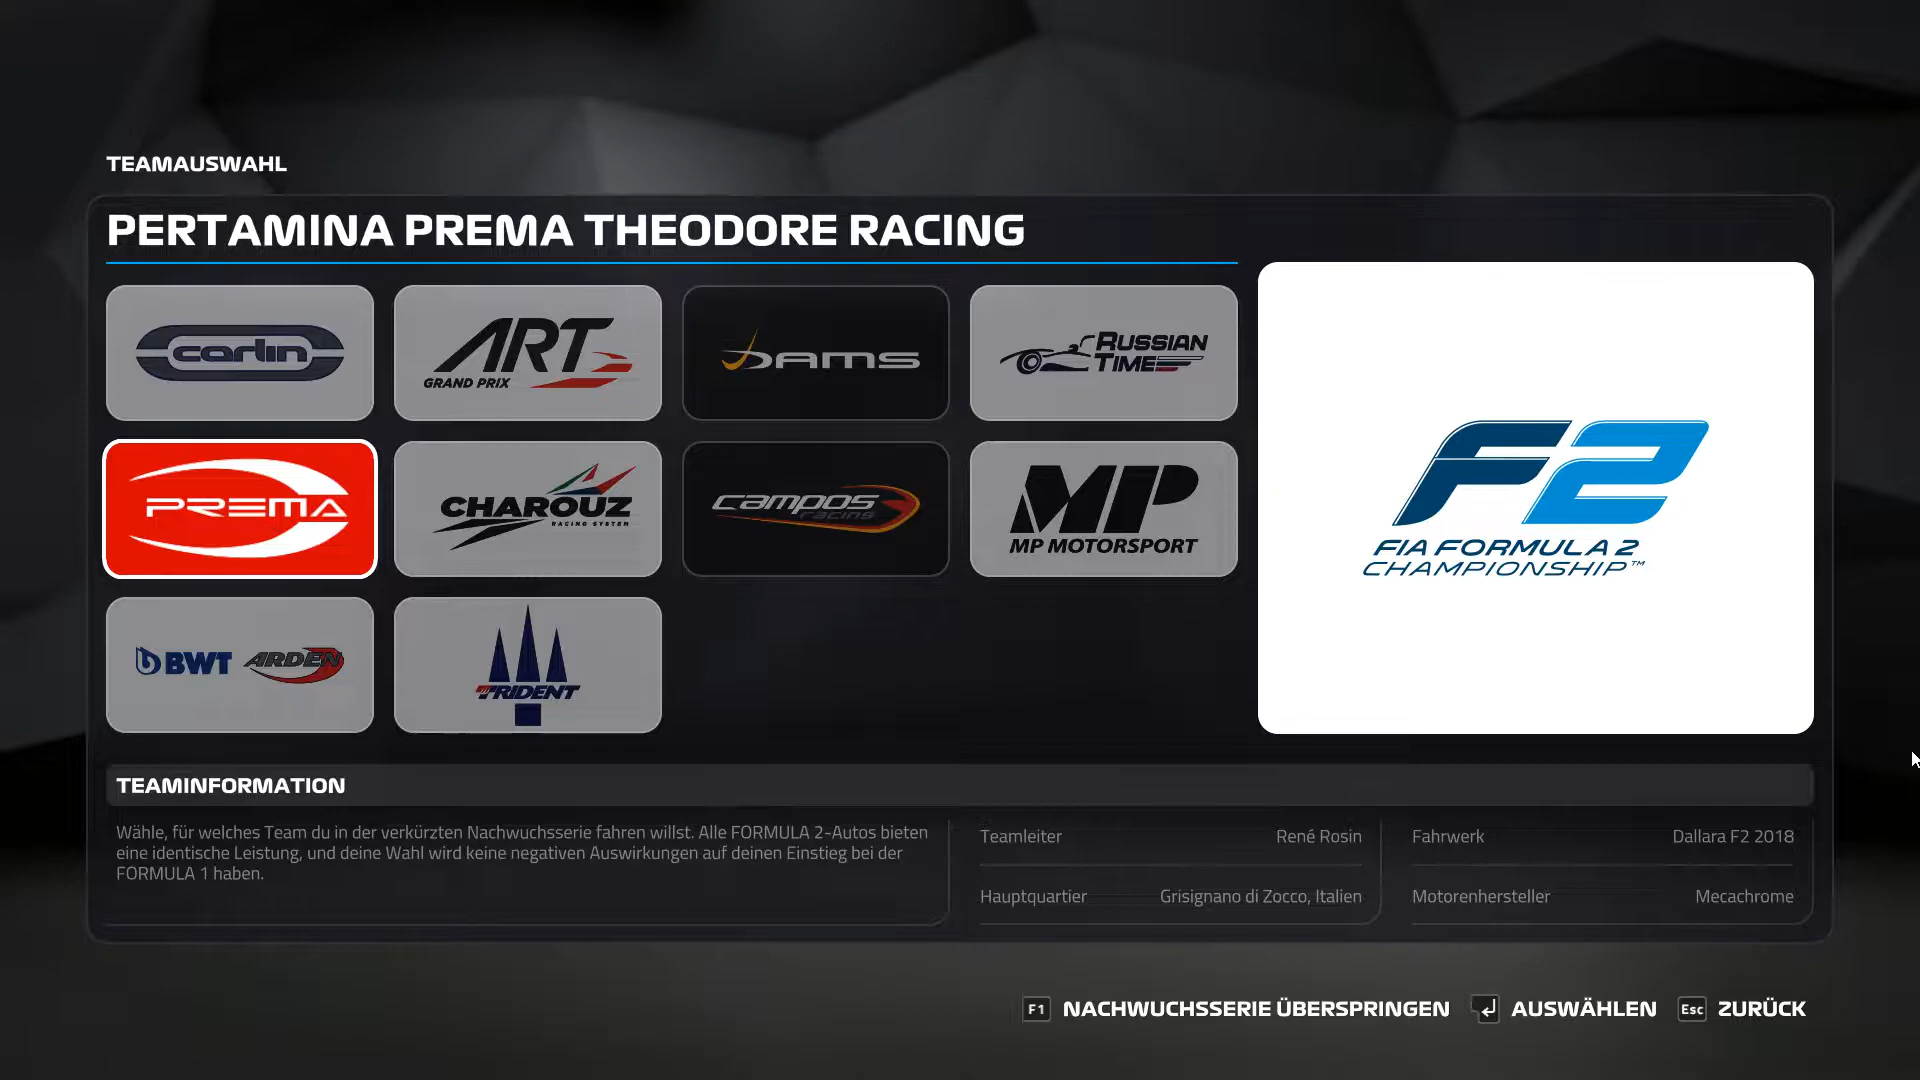 TEAMAUSWAHL
PERTAMINA PREMA THEODORE RACING
carlin
ART
GRAND PRIX
DAMS
RUSSIAN
TIME
PREMA
CHAROUZ
RACING SYSTEM
campos
racing
MP
MP MOTORSPORT
BWT ARDEN
TRIDENT
F2
FIA FORMULA 2
CHAMPIONSHIP™
TEAMINFORMATION
Wähle, für welches Team du in der verkürzten Nachwuchsserie fahren willst. Alle FORMULA 2-Autos bieten
eine identische Leistung, und deine Wahl wird keine negativen Auswirkungen auf deinen Einstieg bei der
FORMULA 1 haben.
Teamleiter René Rosin
Hauptquartier Grisignano di Zocco, Italien
Fahrwerk Dallara F2 2018
Motorenhersteller Mecachrome
F1 NACHWUCHSSERIE ÜBERSPRINGEN AUSWÄHLEN Esc ZURÜCK